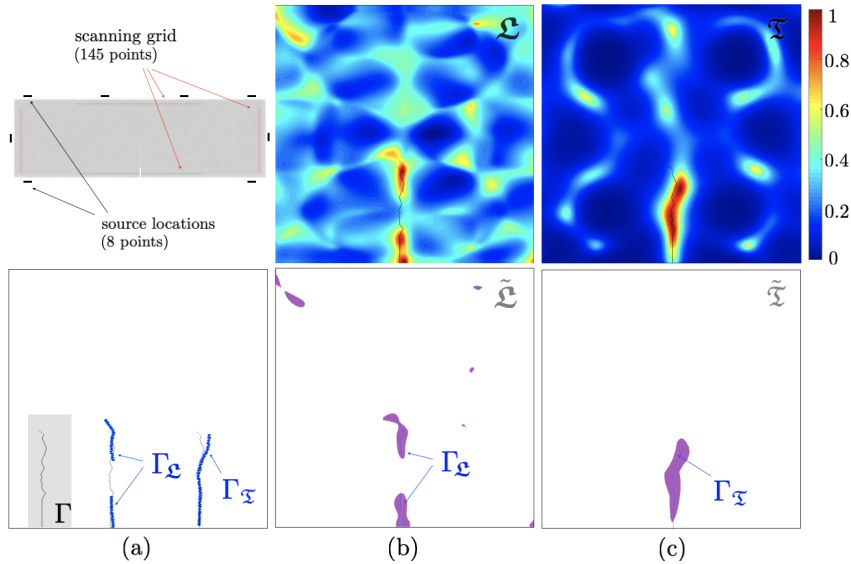 scanning grid
(145 points)
source locations
(8 points)
𝔏
𝔗
1
0.8
0.6
0.4
0.2
0
Γ
Γ𝔏
Γ𝔗
𝔏̃
Γ𝔏
𝔗̃
Γ𝔗
(a)
(b)
(c)